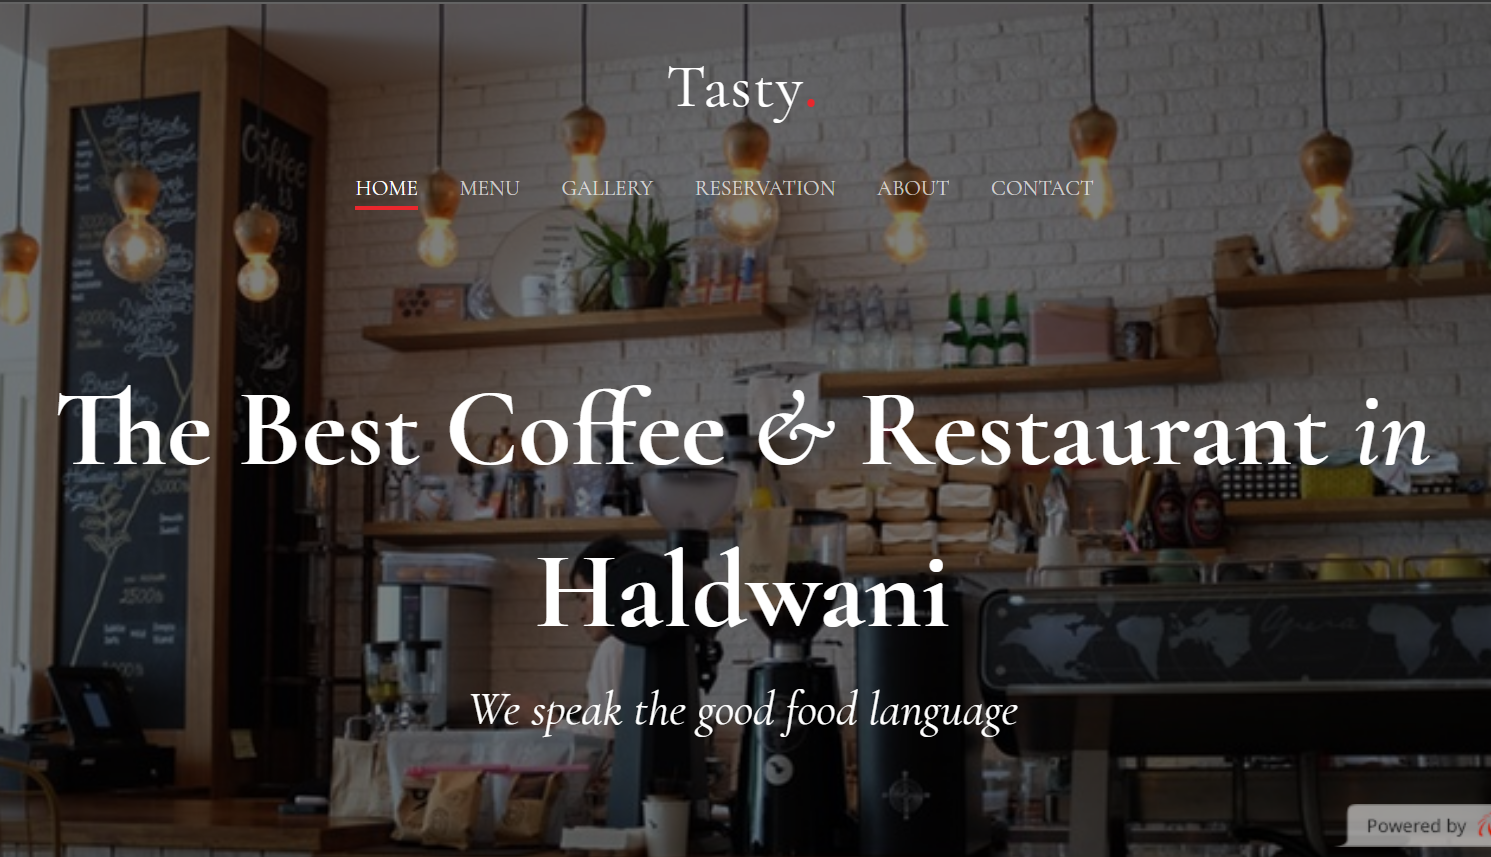 Tasty.
HOME MENU GALLERY RESERVATION ABOUT CONTACT
Coffee
The Best Coffee & Restaurant in
Haldwani
We speak the good food language
Powered by